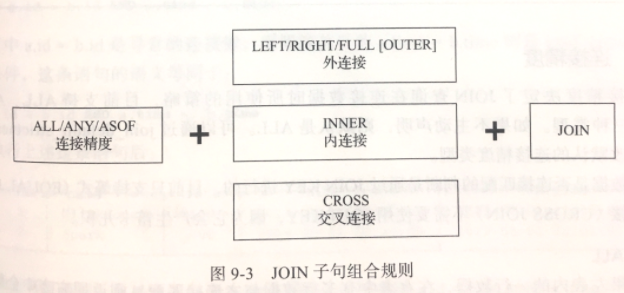 LEFT/RIGHT/FULL [OUTER]
外连接
ALL/ANY/ASOF
连接精度
+
INNER
内连接
+
JOIN
CROSS
交叉连接
图 9-3 JOIN 子句组合规则